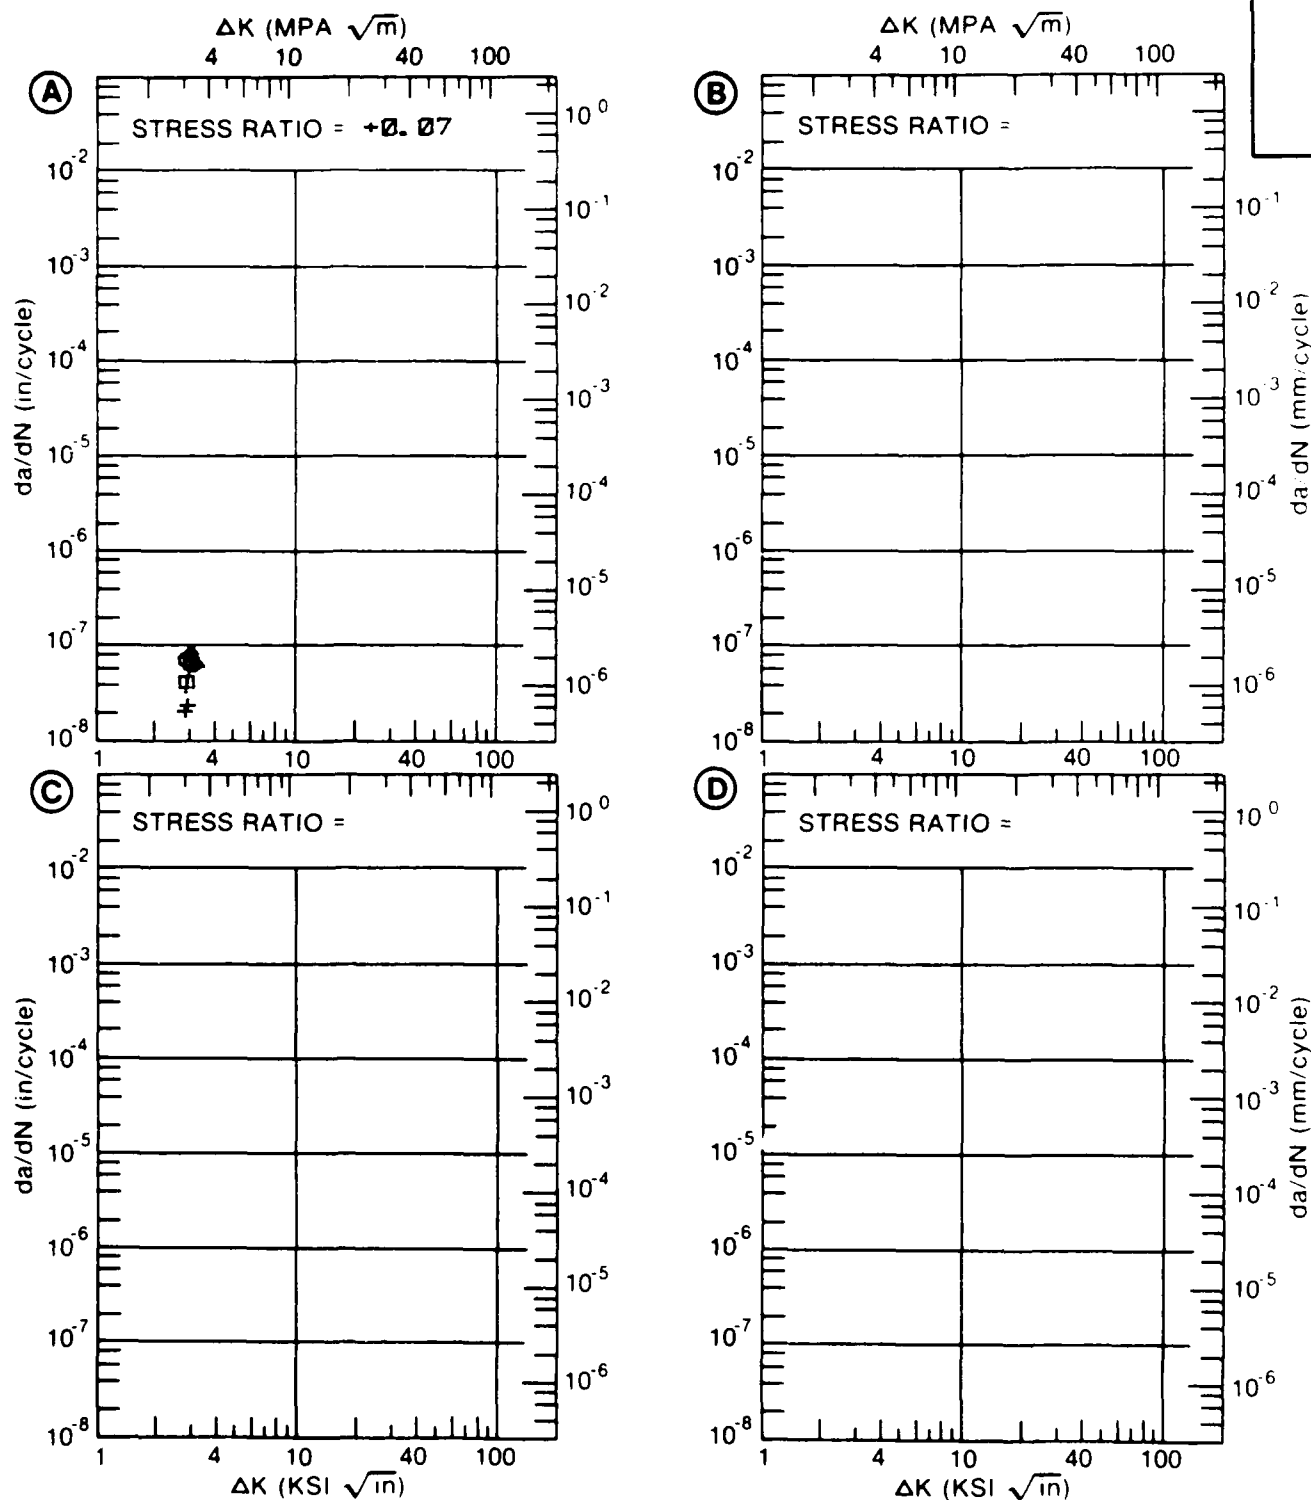 ΔK (MPA √m)
4 10 40 100
A
STRESS RATIO = +0.07
10^0
10^-2
10^-1
10^-3
10^-2
10^-4
10^-3
10^-5
10^-4
10^-6
10^-5
10^-7
10^-6
10^-8
1 4 10 40 100
da/dN (in/cycle)
ΔK (MPA √m)
4 10 40 100
B
STRESS RATIO =
10^-2
10^-1
10^-3
10^-2
10^-4
10^-3
10^-5
10^-4
10^-6
10^-5
10^-7
10^-6
10^-8
1 4 10 40 100
da/dN (mm/cycle)
C
STRESS RATIO =
10^0
10^-2
10^-1
10^-3
10^-2
10^-4
10^-3
10^-5
10^-4
10^-6
10^-5
10^-7
10^-6
10^-8
1 4 10 40 100
da/dN (in/cycle)
ΔK (KSI √in)
D
STRESS RATIO =
10^0
10^-2
10^-1
10^-3
10^-2
10^-4
10^-3
10^-5
10^-4
10^-6
10^-5
10^-7
10^-6
10^-8
1 4 10 40 100
da/dN (mm/cycle)
ΔK (KSI √in)